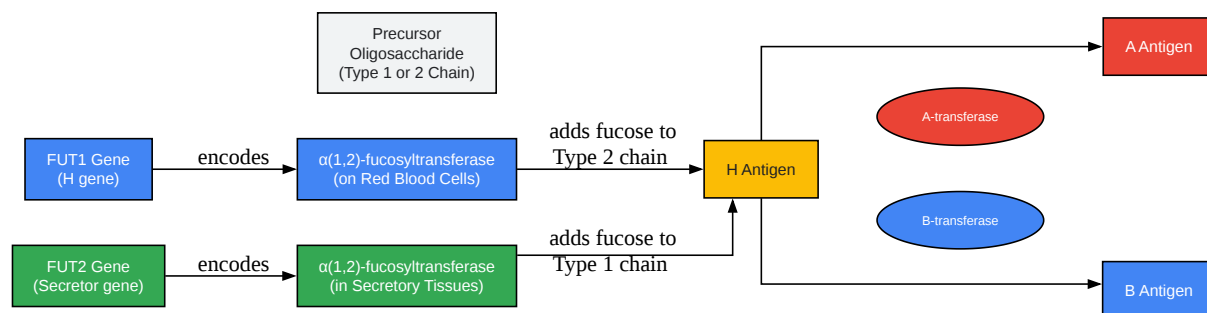 Precursor
Oligosaccharide
(Type 1 or 2 Chain)
A Antigen
A-transferase
FUT1 Gene
(H gene)
encodes
α(1,2)-fucosyltransferase
(on Red Blood Cells)
adds fucose to
Type 2 chain
H Antigen
B-transferase
FUT2 Gene
(Secretor gene)
encodes
α(1,2)-fucosyltransferase
(in Secretory Tissues)
adds fucose to
Type 1 chain
B Antigen